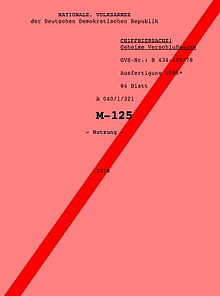 NATIONALE VOLKSARMEE
der Deutschen Demokratischen Republik
CHIFFRIERSACHE!
Geheime Verschlußsache
GVS-Nr.: B 434-
Ausfertigung
84 Blatt
A 040/1/321
M-125
- Nutzung -